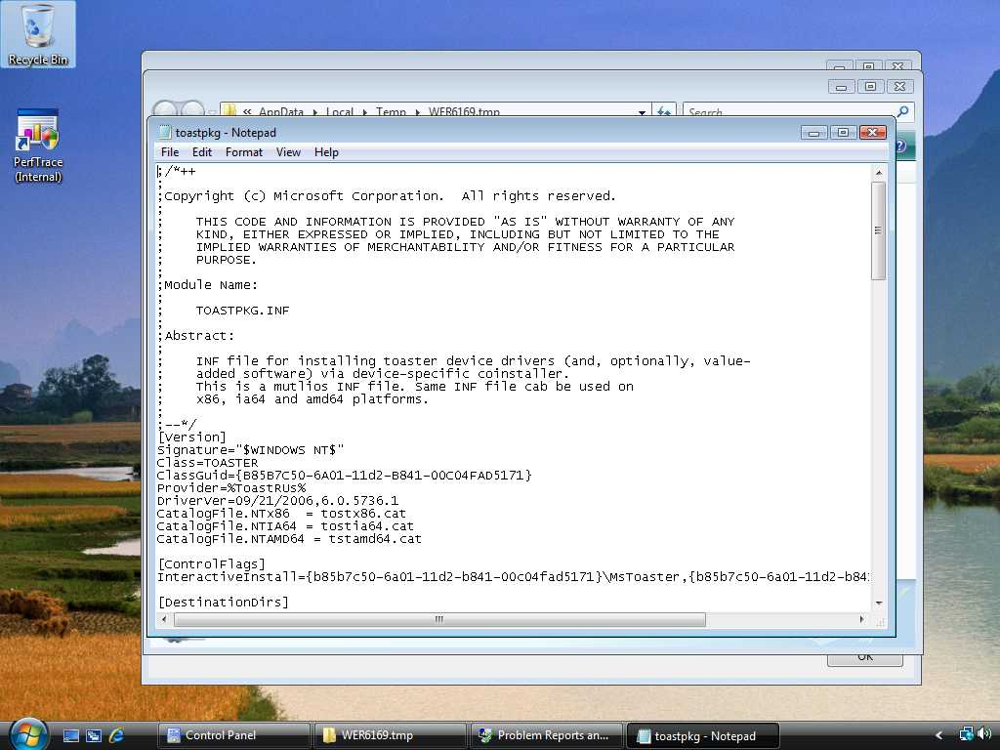 Recycle Bin
PerfTrace
(Internal)
« AppData Local Temp WER6169.tmp
Search
toastpkg - Notepad
File Edit Format View Help
;/*++
;
;Copyright (c) Microsoft Corporation.  All rights reserved.
;
;    THIS CODE AND INFORMATION IS PROVIDED "AS IS" WITHOUT WARRANTY OF ANY
;    KIND, EITHER EXPRESSED OR IMPLIED, INCLUDING BUT NOT LIMITED TO THE
;    IMPLIED WARRANTIES OF MERCHANTABILITY AND/OR FITNESS FOR A PARTICULAR
;    PURPOSE.
;
;Module Name:
;
;    TOASTPKG.INF
;
;Abstract:
;
;    INF file for installing toaster device drivers (and, optionally, value-
;    added software) via device-specific coinstaller.
;    This is a mutlios INF file. Same INF file cab be used on
;    x86, ia64 and amd64 platforms.
;
;--*/
[Version]
Signature="$WINDOWS NT$"
Class=TOASTER
ClassGuid={B85B7C50-6A01-11d2-B841-00C04FAD5171}
Provider=%ToastRUs%
DriverVer=09/21/2006,6.0.5736.1
CatalogFile.NTx86  = tostx86.cat
CatalogFile.NTIA64 = tostia64.cat
CatalogFile.NTAMD64 = tstamd64.cat
[ControlFlags]
InteractiveInstall={b85b7c50-6a01-11d2-b841-00c04fad5171}\MsToaster,{b85b7c50-6a01-11d2-b84
[DestinationDirs]
OK
Control Panel
WER6169.tmp
Problem Reports an...
toastpkg - Notepad